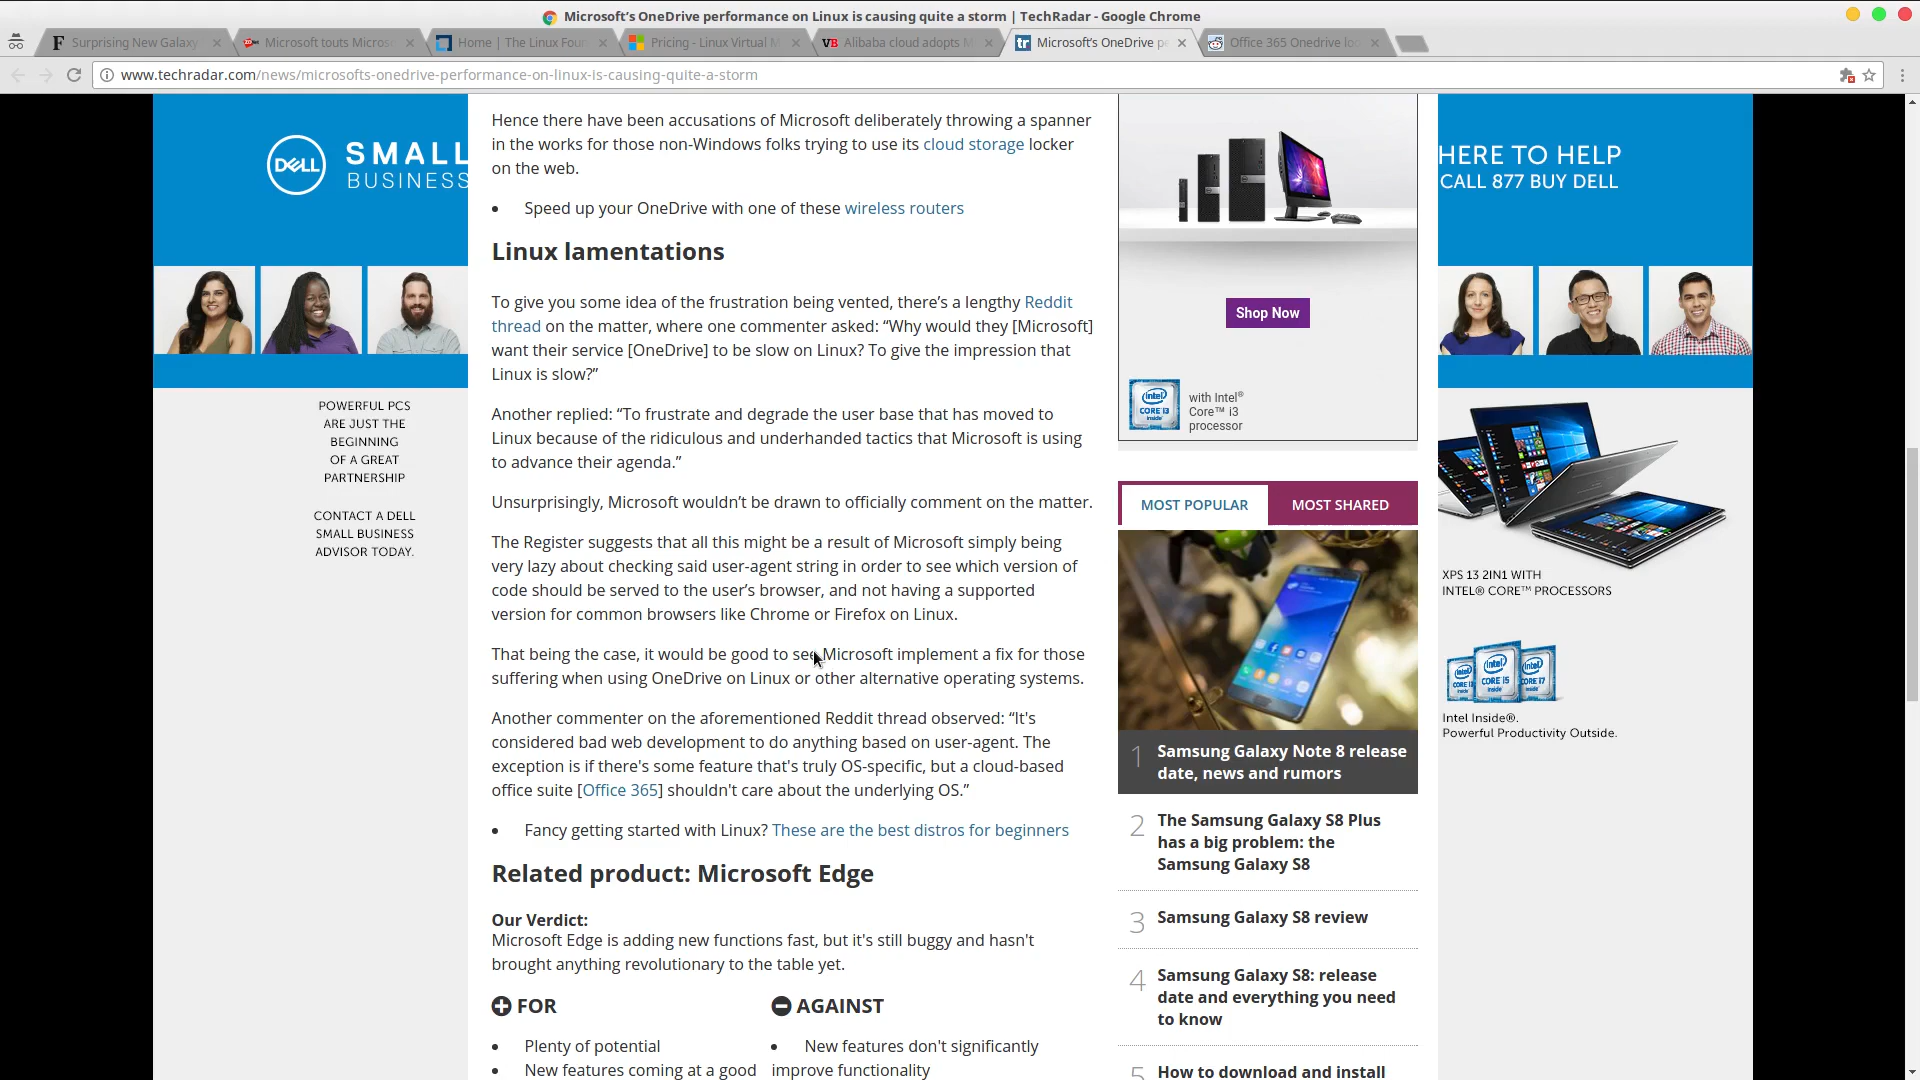 Microsoft's OneDrive performance on Linux is causing quite a storm | TechRadar - Google Chrome
Surprising New Galaxy
Microsoft touts Micros
Home | The Linux Four
Pricing - Linux Virtual M
VB Alibaba cloud adopts M
tr Microsoft's OneDrive pe
Office 365 Onedrive lo
www.techradar.com/news/microsofts-onedrive-performance-on-linux-is-causing-quite-a-storm
DELL
SMALL
BUSINESS
POWERFUL PCS
ARE JUST THE
BEGINNING
OF A GREAT
PARTNERSHIP
CONTACT A DELL
SMALL BUSINESS
ADVISOR TODAY.
Hence there have been accusations of Microsoft deliberately throwing a spanner
in the works for those non-Windows folks trying to use its cloud storage locker
on the web.
• Speed up your OneDrive with one of these wireless routers
Linux lamentations
To give you some idea of the frustration being vented, there's a lengthy Reddit
thread on the matter, where one commenter asked: “Why would they [Microsoft]
want their service [OneDrive] to be slow on Linux? To give the impression that
Linux is slow?”
Another replied: “To frustrate and degrade the user base that has moved to
Linux because of the ridiculous and underhanded tactics that Microsoft is using
to advance their agenda.”
Unsurprisingly, Microsoft wouldn't be drawn to officially comment on the matter.
The Register suggests that all this might be a result of Microsoft simply being
very lazy about checking said user-agent string in order to see which version of
code should be served to the user's browser, and not having a supported
version for common browsers like Chrome or Firefox on Linux.
That being the case, it would be good to see Microsoft implement a fix for those
suffering when using OneDrive on Linux or other alternative operating systems.
Another commenter on the aforementioned Reddit thread observed: “It's
considered bad web development to do anything based on user-agent. The
exception is if there's some feature that's truly OS-specific, but a cloud-based
office suite [Office 365] shouldn't care about the underlying OS.”
• Fancy getting started with Linux? These are the best distros for beginners
Related product: Microsoft Edge
Our Verdict:
Microsoft Edge is adding new functions fast, but it's still buggy and hasn't
brought anything revolutionary to the table yet.
FOR
• Plenty of potential
• New features coming at a good
AGAINST
• New features don't significantly
improve functionality
Shop Now
intel
CORE i3
inside
with Intel®
Core™ i3
processor
MOST POPULAR
MOST SHARED
1 Samsung Galaxy Note 8 release
date, news and rumors
2 The Samsung Galaxy S8 Plus
has a big problem: the
Samsung Galaxy S8
3 Samsung Galaxy S8 review
4 Samsung Galaxy S8: release
date and everything you need
to know
5 How to download and install
HERE TO HELP
CALL 877 BUY DELL
XPS 13 2IN1 WITH
INTEL® CORE™ PROCESSORS
intel
CORE i5
inside
Intel Inside®.
Powerful Productivity Outside.